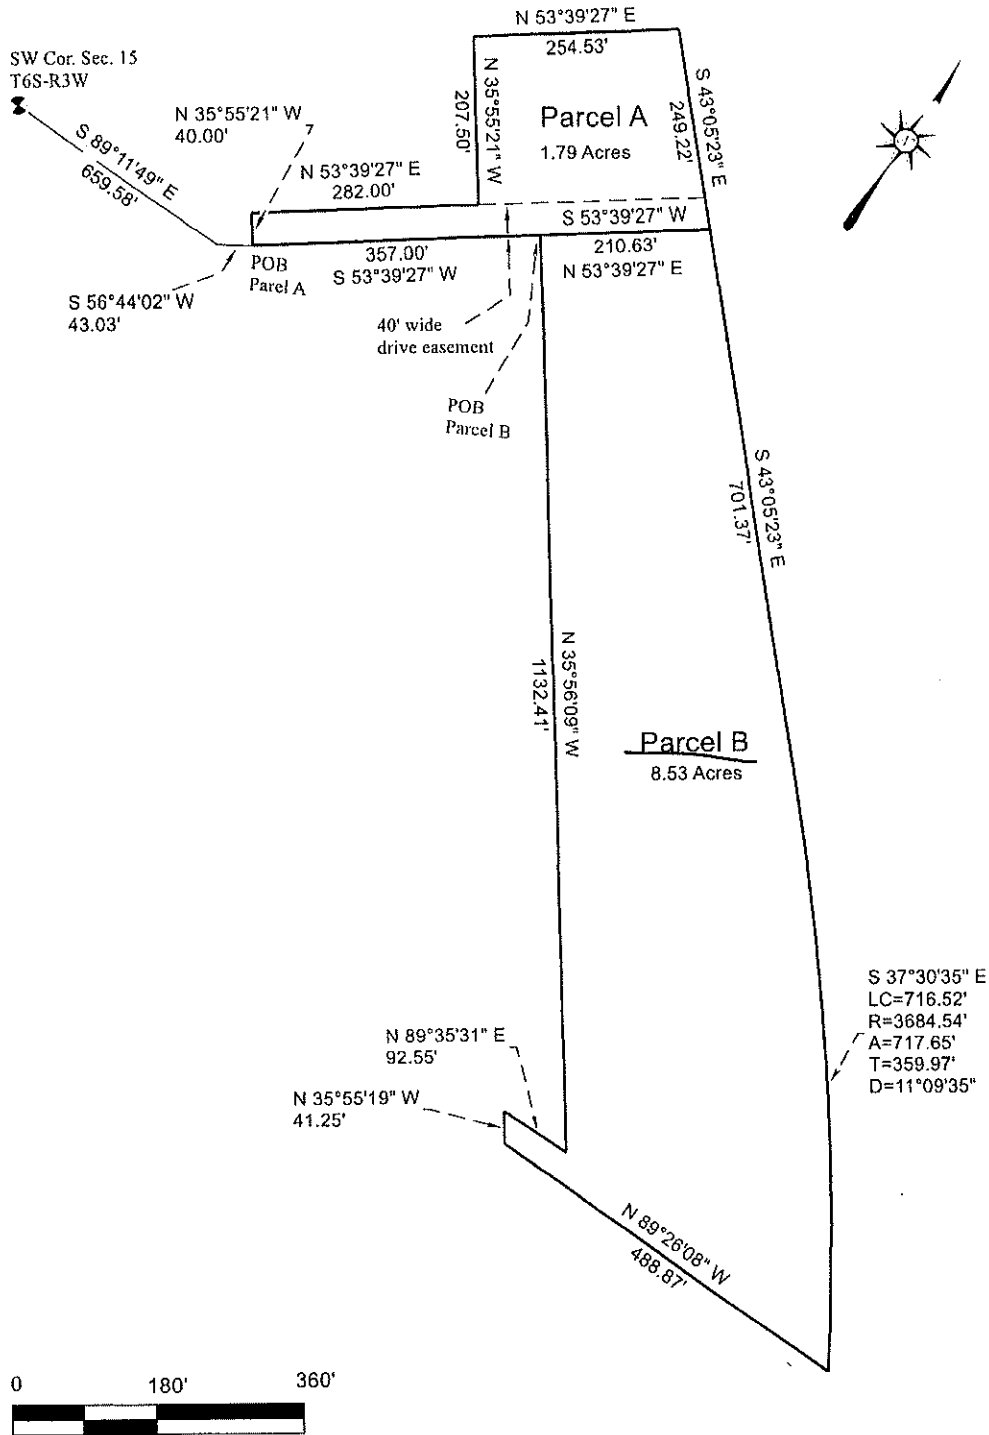 N 53°39'27" E
254.53'
SW Cor. Sec. 15
T6S-R3W
N 35°55'21" W
207.50'
S 43°05'23" E
249.22'
Parcel A
1.79 Acres
N 35°55'21" W
40.00'
S 89°11'49" E
659.58'
N 53°39'27" E
282.00'
S 53°39'27" W
357.00'
S 53°39'27" W
210.63'
N 53°39'27" E
POB
Parel A
S 56°44'02" W
43.03'
40' wide
drive easement
POB
Parcel B
S 43°05'23" E
701.37'
N 35°56'09" W
1132.41'
Parcel B
8.53 Acres
S 37°30'35" E
LC=716.52'
R=3684.54'
A=717.65'
T=359.97'
D=11°09'35"
N 89°35'31" E
92.55'
N 35°55'19" W
41.25'
N 89°26'08" W
488.87'
0 180' 360'